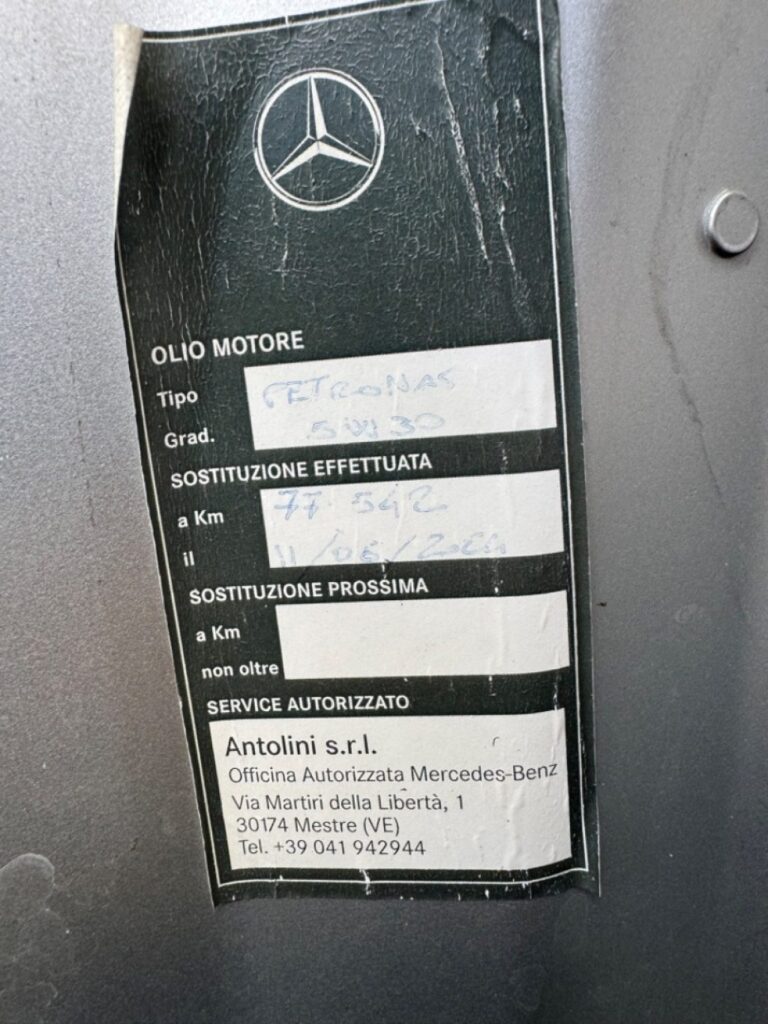 OLIO MOTORE
Tipo PETRONAS
Grad. 5W30
SOSTITUZIONE EFFETTUATA
a Km 77 542
il 11/06/2024
SOSTITUZIONE PROSSIMA
a Km
non oltre
SERVICE AUTORIZZATO
Antolini s.r.l.
Officina Autorizzata Mercedes-Benz
Via Martiri della Libertà, 1
30174 Mestre (VE)
Tel. +39 041 942944